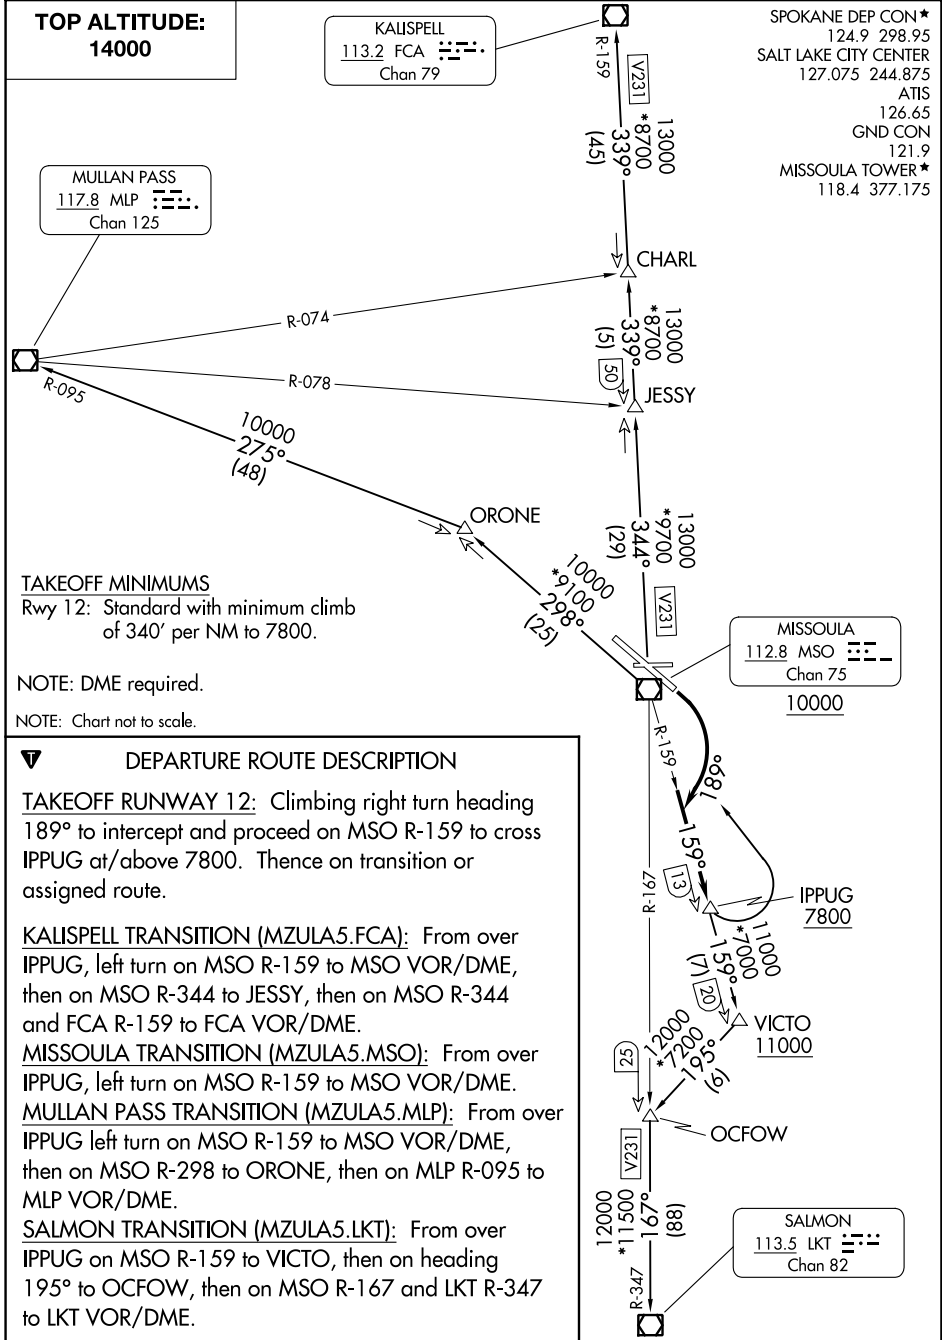 TOP ALTITUDE:
14000
KALISPELL
113.2 FCA
Chan 79
SPOKANE DEP CON★
124.9 298.95
SALT LAKE CITY CENTER
127.075 244.875
ATIS
126.65
GND CON
121.9
MISSOULA TOWER★
118.4 377.175
R-159
V231
13000
*8700
339°
(45)
MULLAN PASS
117.8 MLP
Chan 125
CHARL
R-074
13000
*8700
339°
(5)
R-078
50
JESSY
R-095
10000
275°
(48)
ORONE
13000
*9700
344°
(29)
V231
10000
*9100
298°
(25)
TAKEOFF MINIMUMS
Rwy 12: Standard with minimum climb
of 340' per NM to 7800.
NOTE: DME required.
NOTE: Chart not to scale.
MISSOULA
112.8 MSO
Chan 75
10000
R-159
189°
159°
13
R-167
IPPUG
7800
11000
*7000
159°
(7)
20
VICTO
11000
12000
*7200
195°
(6)
25
OCFOW
V231
12000
*11500
167°
(88)
R-347
SALMON
113.5 LKT
Chan 82
T
DEPARTURE ROUTE DESCRIPTION
TAKEOFF RUNWAY 12: Climbing right turn heading
189° to intercept and proceed on MSO R-159 to cross
IPPUG at/above 7800. Thence on transition or
assigned route.
KALISPELL TRANSITION (MZULA5.FCA): From over
IPPUG, left turn on MSO R-159 to MSO VOR/DME,
then on MSO R-344 to JESSY, then on MSO R-344
and FCA R-159 to FCA VOR/DME.
MISSOULA TRANSITION (MZULA5.MSO): From over
IPPUG, left turn on MSO R-159 to MSO VOR/DME.
MULLAN PASS TRANSITION (MZULA5.MLP): From over
IPPUG left turn on MSO R-159 to MSO VOR/DME,
then on MSO R-298 to ORONE, then on MLP R-095 to
MLP VOR/DME.
SALMON TRANSITION (MZULA5.LKT): From over
IPPUG on MSO R-159 to VICTO, then on heading
195° to OCFOW, then on MSO R-167 and LKT R-347
to LKT VOR/DME.